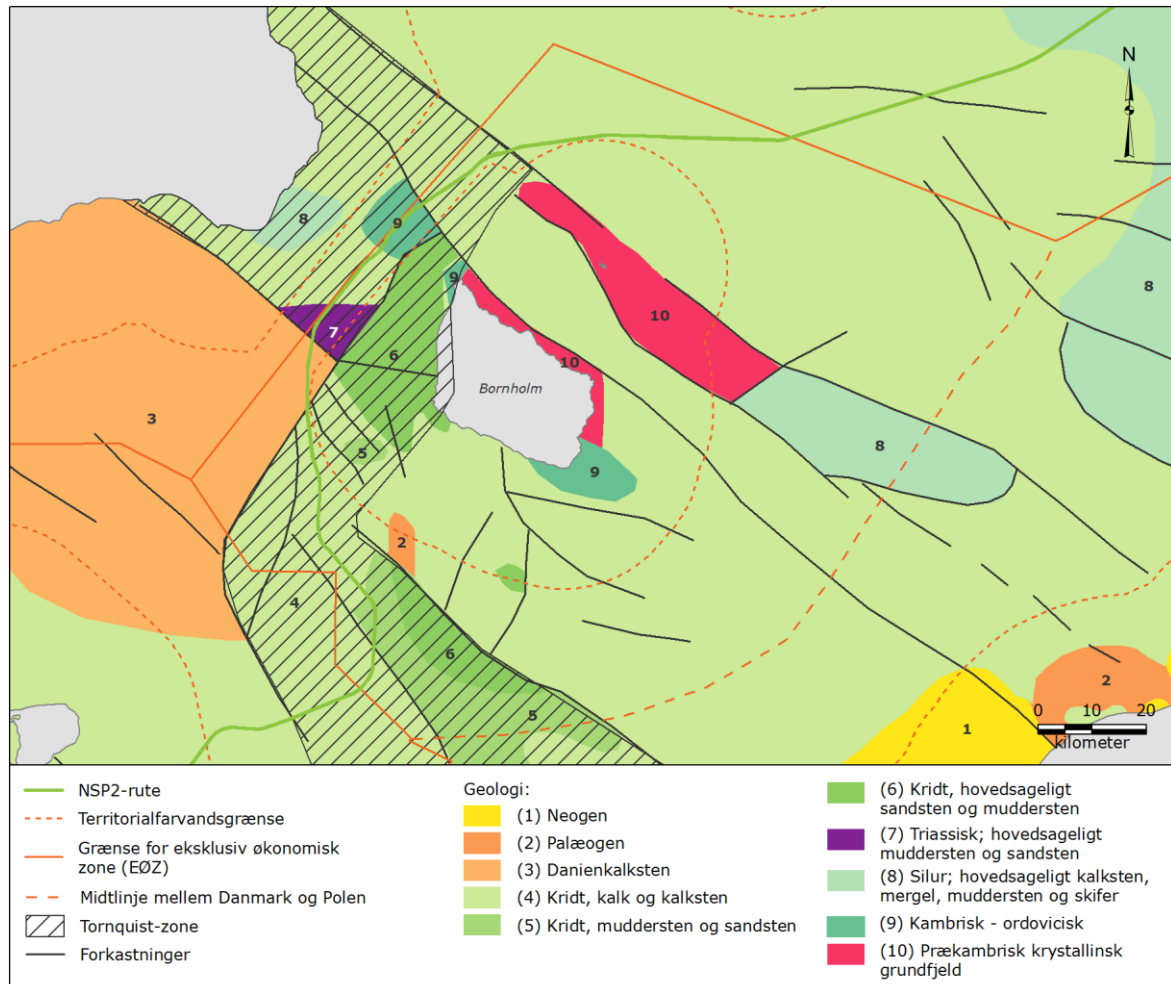 N
8
9
8
9
7
10
10
6
Bornholm
3
8
5
9
2
4
6
2
5
1
0 10 20
kilometer
NSP2-rute
Territorialfarvandsgrænse
Grænse for eksklusiv økonomisk
zone (EØZ)
Midtlinje mellem Danmark og Polen
Tornquist-zone
Forkastninger
Geologi:
(1) Neogen
(2) Palæogen
(3) Danienkalksten
(4) Kridt, kalk og kalksten
(5) Kridt, muddersten og sandsten
(6) Kridt, hovedsageligt
sandsten og muddersten
(7) Triassisk; hovedsageligt
muddersten og sandsten
(8) Silur; hovedsageligt kalksten,
mergel, muddersten og skifer
(9) Kambrisk - ordovicisk
(10) Prækambrisk krystallinsk
grundfjeld